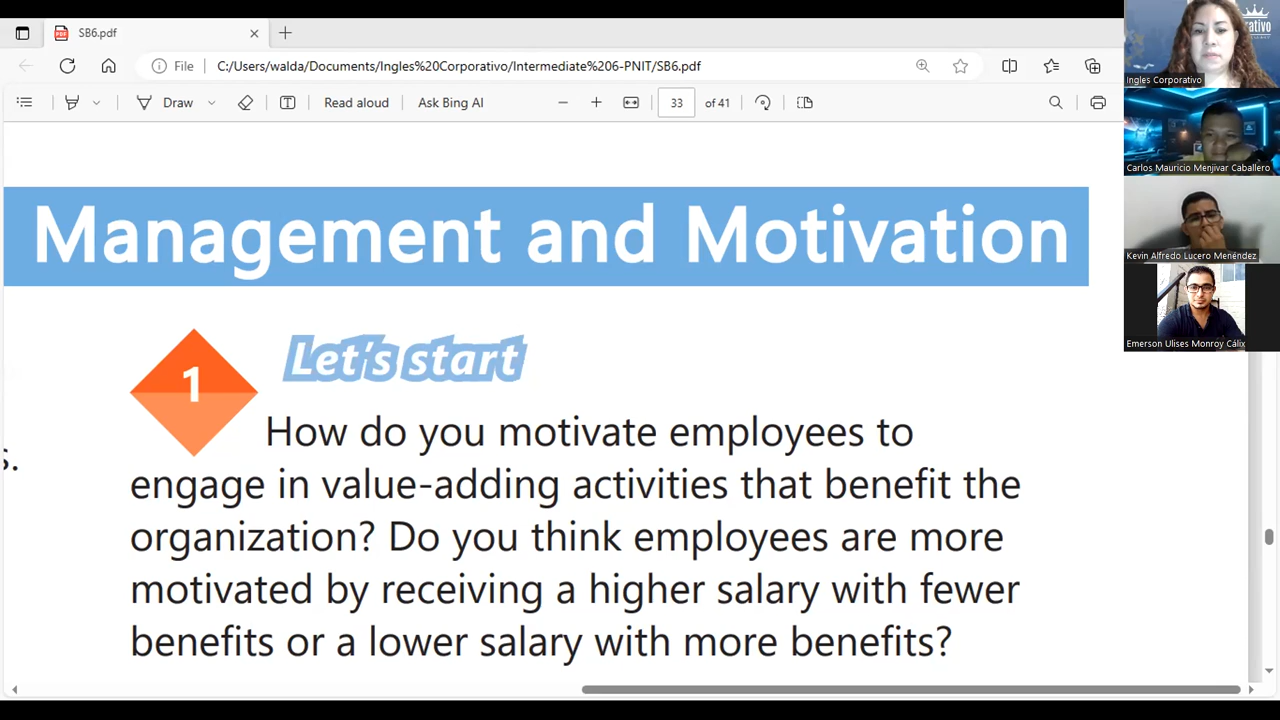 SB6.pdf
File C:/Users/walda/Documents/Ingles%20Corporativo/Intermediate%206-PNIT/SB6.pdf
Draw
Read aloud
Ask Bing AI
33 of 41
Management and Motivation
1
Let's start
How do you motivate employees to
engage in value-adding activities that benefit the
organization? Do you think employees are more
motivated by receiving a higher salary with fewer
benefits or a lower salary with more benefits?
s.
Ingles Corporativo
Carlos Mauricio Menjivar Caballero
Kevin Alfredo Lucero Menéndez
Emerson Ulises Monroy Cálix